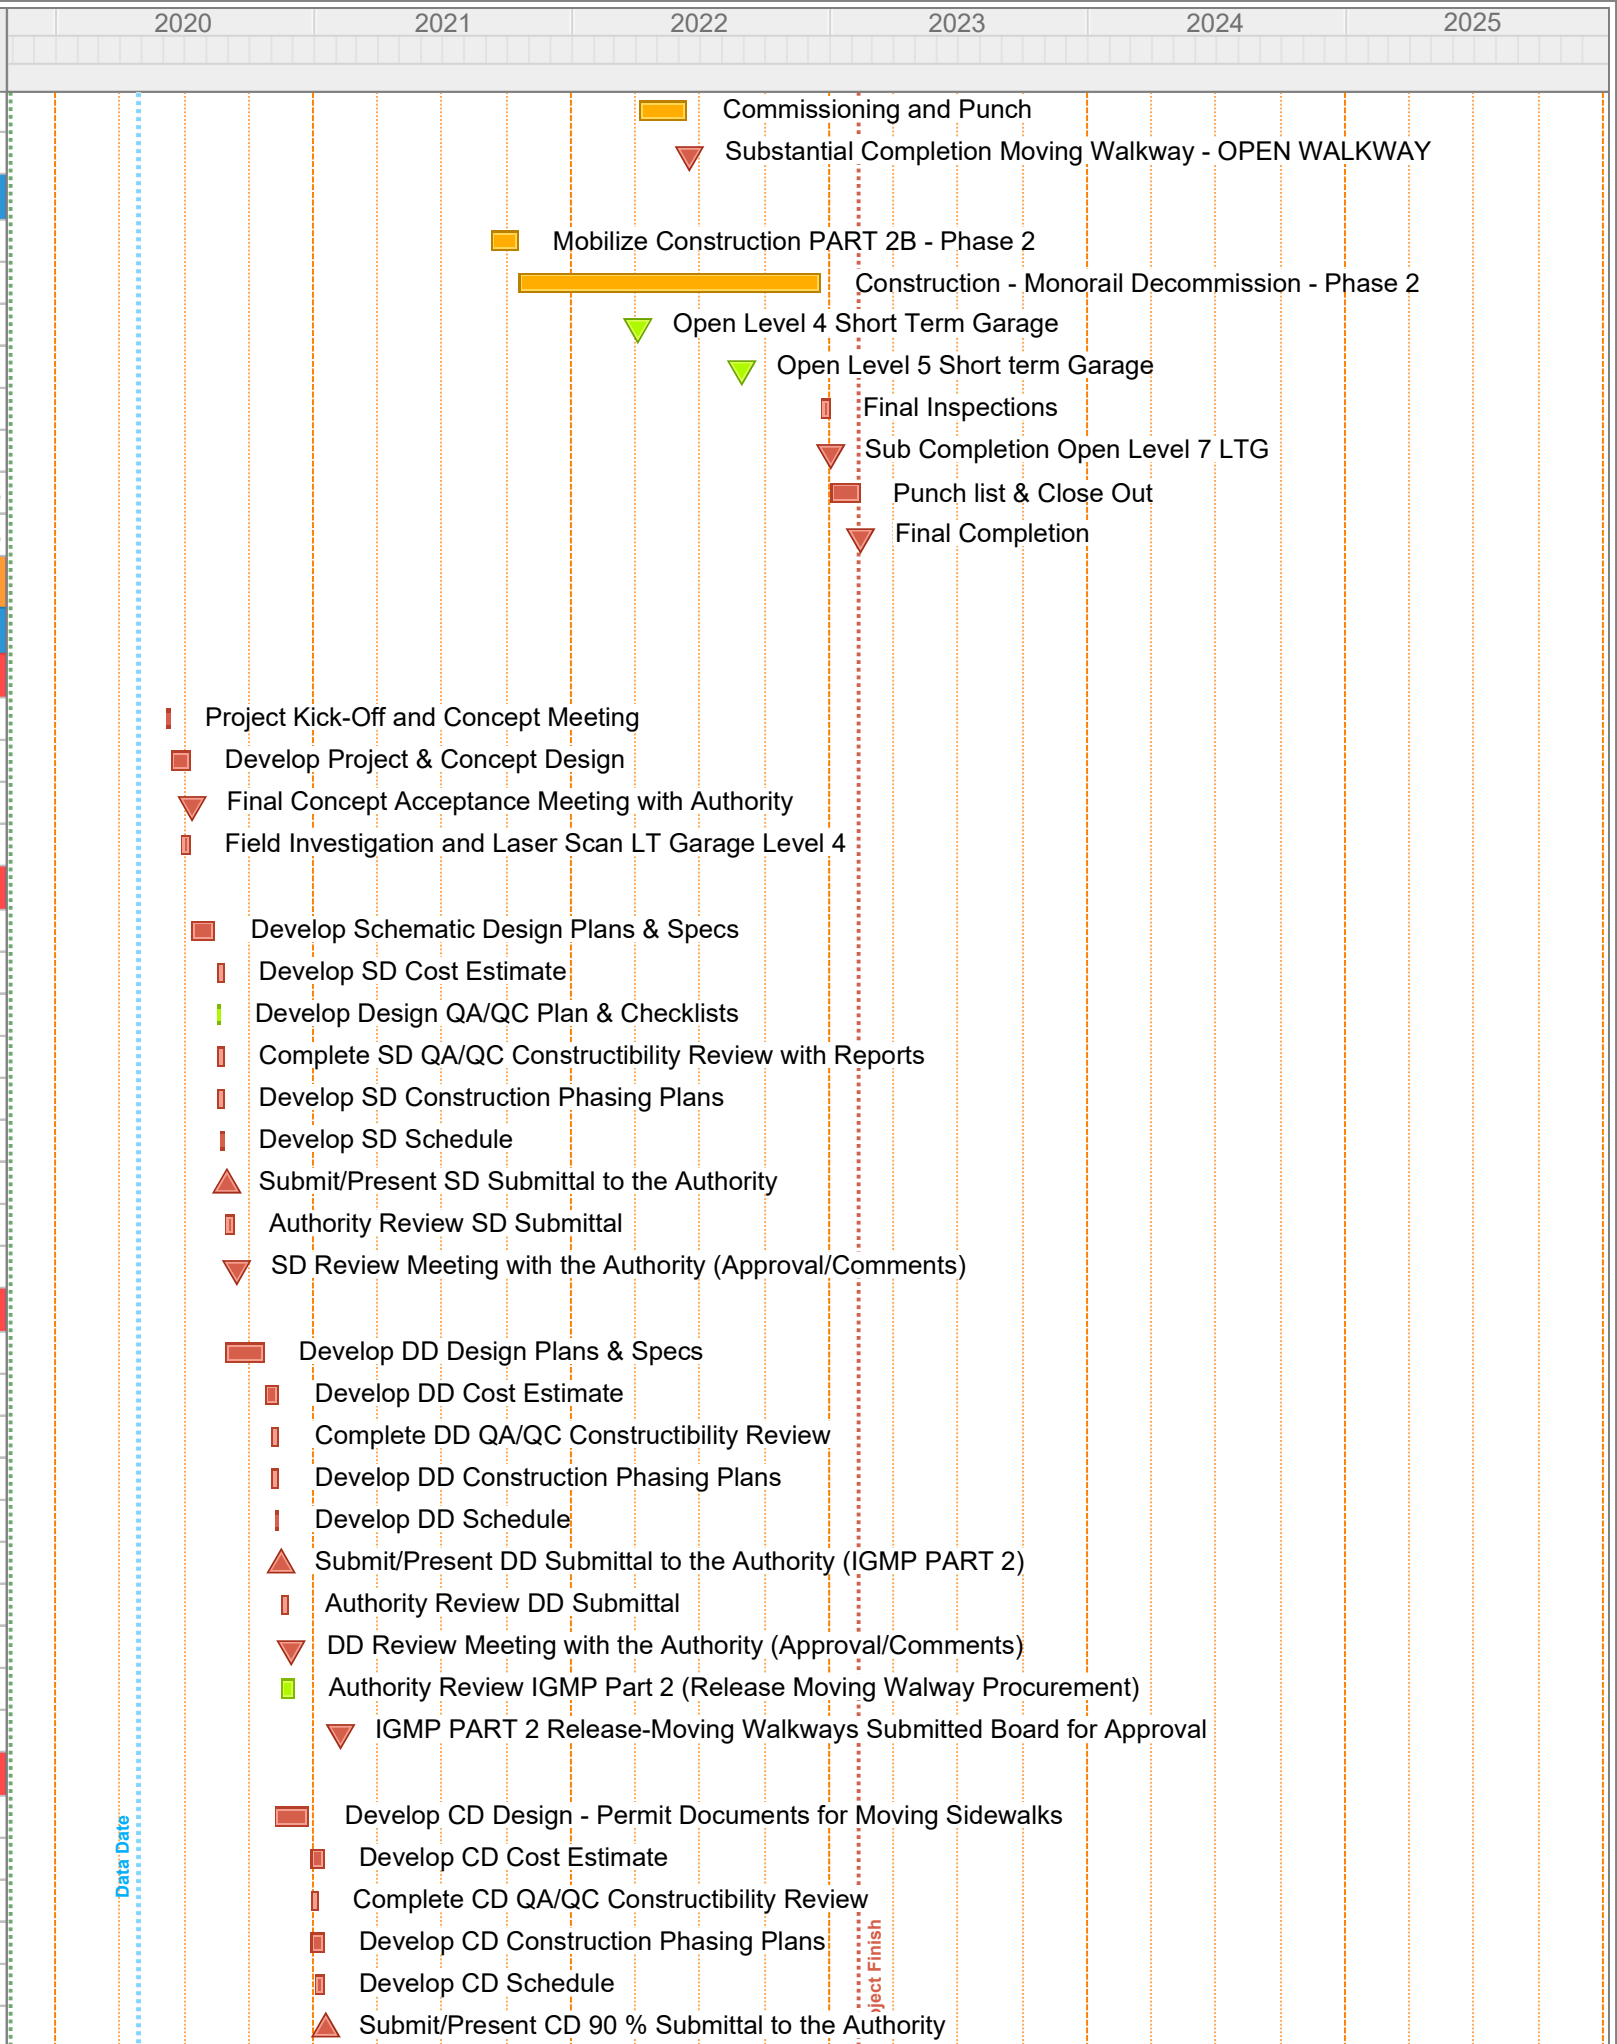 2020 2021 2022 2023 2024 2025
Commissioning and Punch
Substantial Completion Moving Walkway - OPEN WALKWAY
Mobilize Construction PART 2B - Phase 2
Construction - Monorail Decommission - Phase 2
Open Level 4 Short Term Garage
Open Level 5 Short term Garage
Final Inspections
Sub Completion Open Level 7 LTG
Punch list & Close Out
Final Completion
Project Kick-Off and Concept Meeting
Develop Project & Concept Design
Final Concept Acceptance Meeting with Authority
Field Investigation and Laser Scan LT Garage Level 4
Develop Schematic Design Plans & Specs
Develop SD Cost Estimate
Develop Design QA/QC Plan & Checklists
Complete SD QA/QC Constructibility Review with Reports
Develop SD Construction Phasing Plans
Develop SD Schedule
Submit/Present SD Submittal to the Authority
Authority Review SD Submittal
SD Review Meeting with the Authority (Approval/Comments)
Develop DD Design Plans & Specs
Develop DD Cost Estimate
Complete DD QA/QC Constructibility Review
Develop DD Construction Phasing Plans
Develop DD Schedule
Submit/Present DD Submittal to the Authority (IGMP PART 2)
Authority Review DD Submittal
DD Review Meeting with the Authority (Approval/Comments)
Authority Review IGMP Part 2 (Release Moving Walway Procurement)
IGMP PART 2 Release-Moving Walkways Submitted Board for Approval
Develop CD Design - Permit Documents for Moving Sidewalks
Data Date
Develop CD Cost Estimate
Complete CD QA/QC Constructibility Review
Develop CD Construction Phasing Plans
oject Finish
Develop CD Schedule
Submit/Present CD 90 % Submittal to the Authority